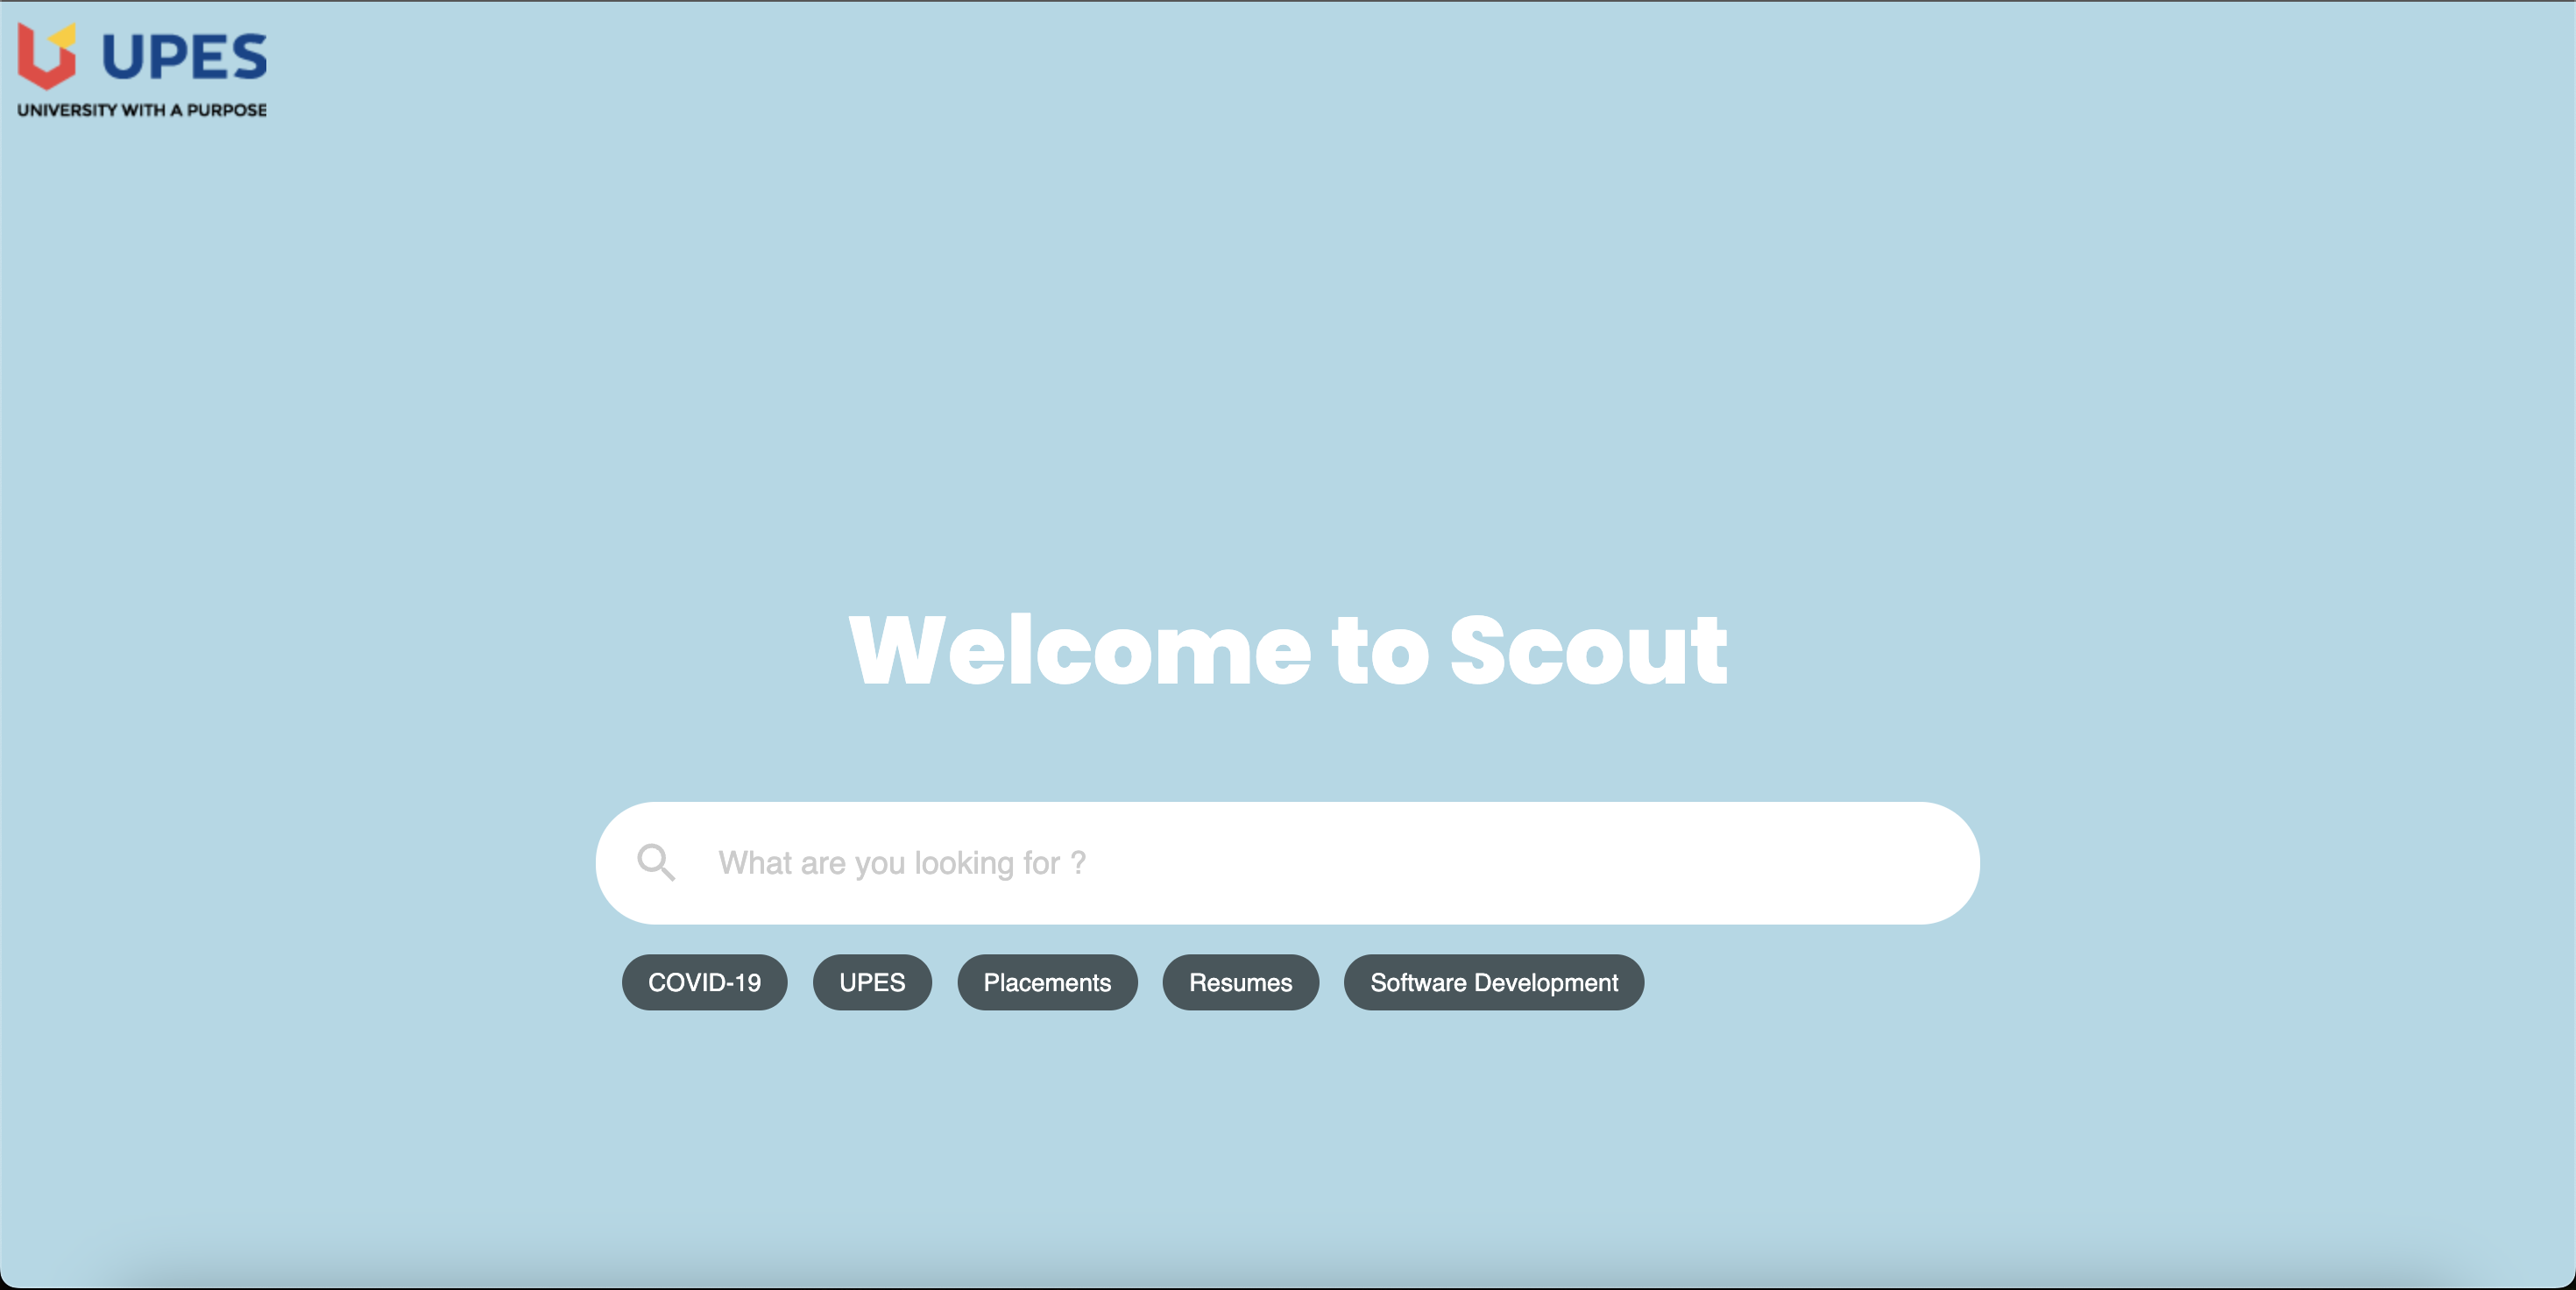 UPES
UNIVERSITY WITH A PURPOSE
Welcome to Scout
What are you looking for ?
COVID-19 UPES Placements Resumes Software Development